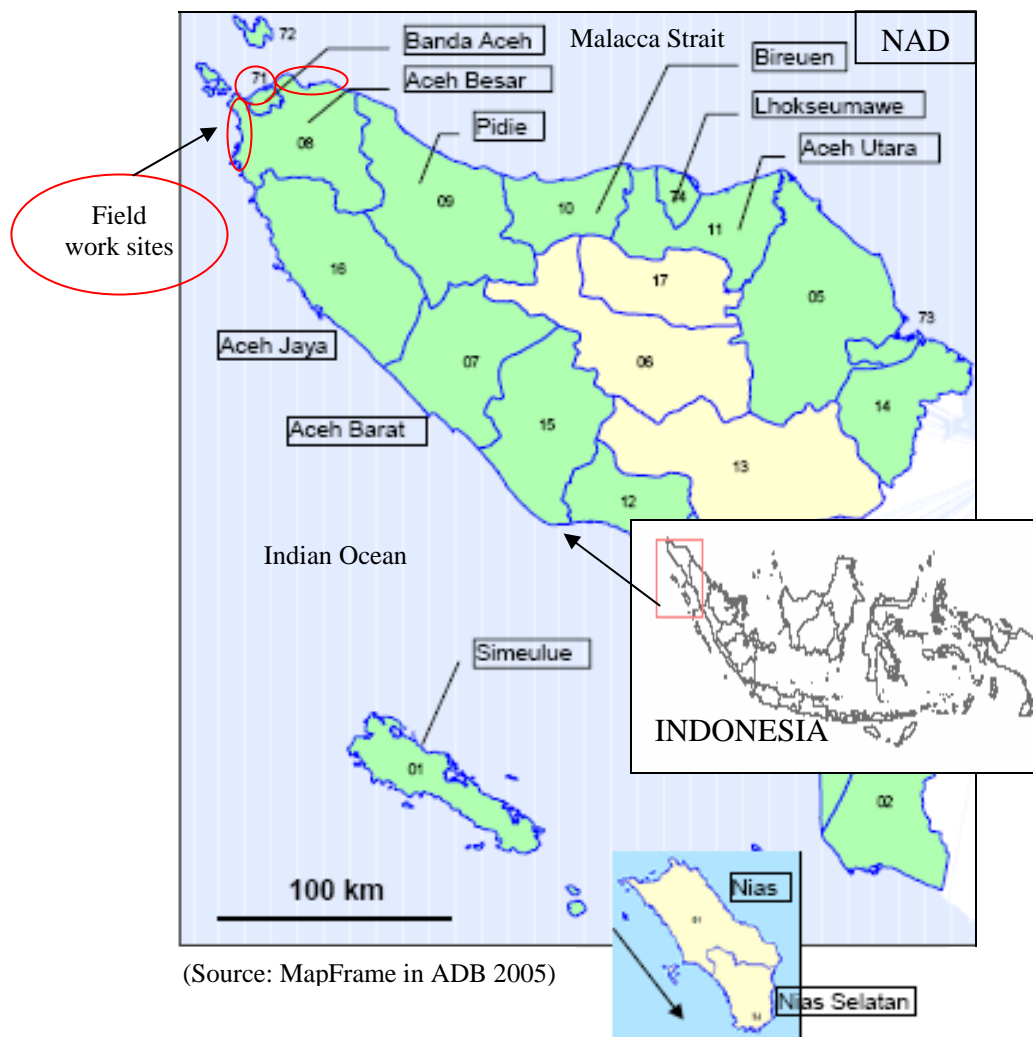 72
Banda Aceh
Malacca Strait
NAD
Bireuen
71
Aceh Besar
Lhokseumawe
Pidie
Aceh Utara
08
Field
work sites
09
10
74
11
16
17
05
73
Aceh Jaya
07
06
14
Aceh Barat
15
13
12
Indian Ocean
Simeulue
INDONESIA
01
02
100 km
Nias
01
(Source: MapFrame in ADB 2005)
Nias Selatan